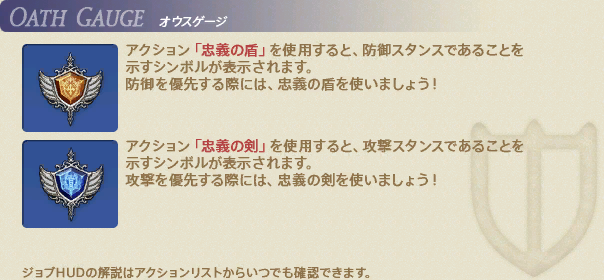 OATH GAUGE オウスゲージ
アクション「忠義の盾」を使用すると、防御スタンスであることを
示すシンボルが表示されます。
防御を優先する際には、忠義の盾を使いましょう！
アクション「忠義の剣」を使用すると、攻撃スタンスであることを
示すシンボルが表示されます。
攻撃を優先する際には、忠義の剣を使いましょう！
ジョブHUDの解説はアクションリストからいつでも確認できます。